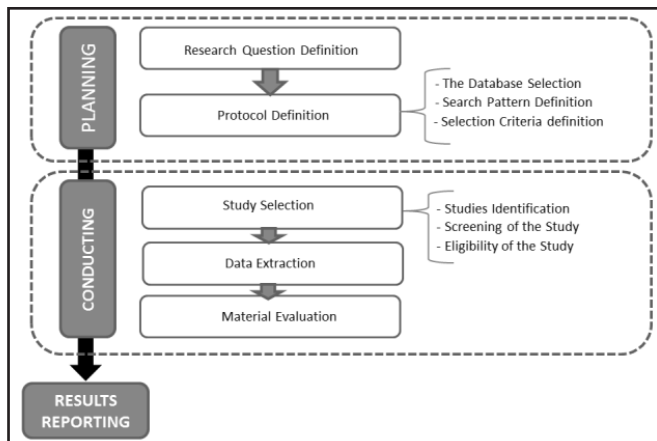 PLANNING
Research Question Definition
Protocol Definition
- The Database Selection
- Search Pattern Definition
- Selection Criteria definition
CONDUCTING
Study Selection
- Studies Identification
- Screening of the Study
- Eligibility of the Study
Data Extraction
Material Evaluation
RESULTS
REPORTING